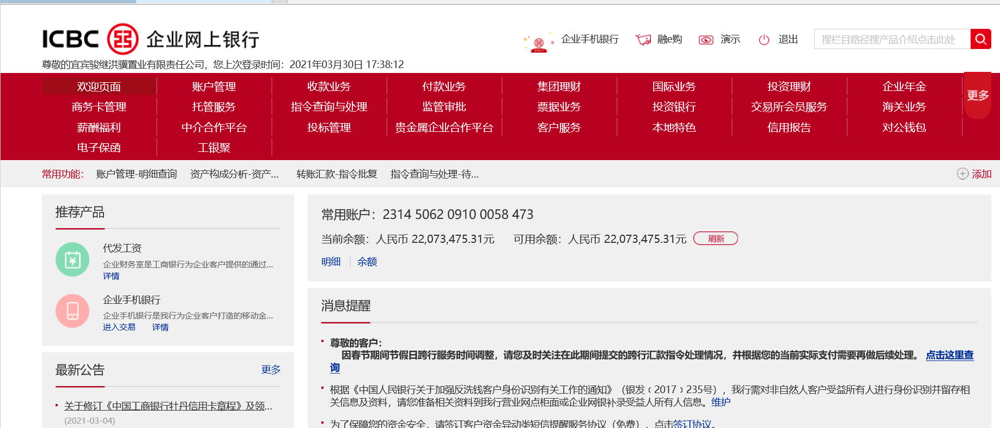 ICBC 企业网上银行
企业手机银行 融e购 演示 退出 搜栏目路径搜产品介绍点击此处
尊敬的宜宾骏继洪骥置业有限责任公司，您上次登录时间：2021年03月30日 17:38:12
欢迎页面 账户管理 收款业务 付款业务 集团理财 国际业务 投资理财 企业年金 更多
商务卡管理 托管服务 指令查询与处理 监管审批 票据业务 投资银行 交易所会员服务 海关业务
薪酬福利 中介合作平台 投标管理 贵金属企业合作平台 客户服务 本地特色 信用报告 对公钱包
电子保函 工银聚
常用功能： 账户管理-明细查询 资产构成分析-资产... 转账汇款-指令批复 指令查询与处理-待... 添加
推荐产品
代发工资
企业财务室是工商银行为企业客户提供的通过...
详情
企业手机银行
企业手机银行是我行为企业客户打造的移动金...
进入交易 详情
最新公告 更多
关于修订《中国工商银行牡丹信用卡章程》及领...
(2021-03-04)
常用账户：2314 5062 0910 0058 473
当前余额：人民币 22,073,475.31元 可用余额：人民币 22,073,475.31元 刷新
明细 余额
消息提醒
尊敬的客户：
因春节期间节假日跨行服务时间调整，请您及时关注在此期间提交的跨行汇款指令处理情况，并根据您的当前实际支付需要再做后续处理。 点击这里查
询
根据《中国人民银行关于加强反洗钱客户身份识别有关工作的通知》（银发﹝2017﹞235号），我行需对非自然人客户受益所有人进行身份识别并留存相
关信息及资料，请您准备相关资料到我行营业网点柜面或企业网银补录受益人所有人信息。维护
为了保障您的资金安全，请签订客户资金异动类短信提醒服务协议（免费），点击签订协议。